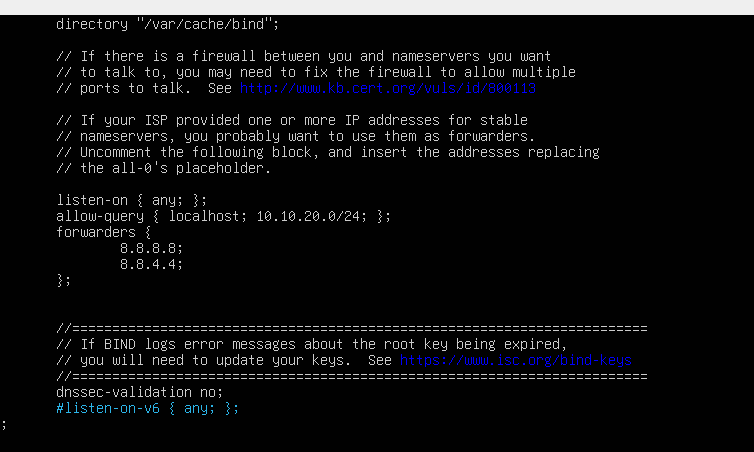 directory "/var/cache/bind";
// If there is a firewall between you and nameservers you want
// to talk to, you may need to fix the firewall to allow multiple
// ports to talk.  See http://www.kb.cert.org/vuls/id/800113
// If your ISP provided one or more IP addresses for stable
// nameservers, you probably want to use them as forwarders.
// Uncomment the following block, and insert the addresses replacing
// the all-0's placeholder.
listen-on { any; };
allow-query { localhost; 10.10.20.0/24; };
forwarders {
8.8.8.8;
8.8.4.4;
};
//========================================================================
// If BIND logs error messages about the root key being expired,
// you will need to update your keys.  See https://www.isc.org/bind-keys
//========================================================================
dnssec-validation no;
#listen-on-v6 { any; };
;